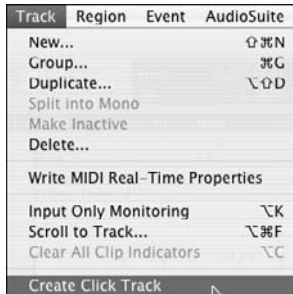 Track Region Event AudioSuite
New... ⇧⌘N
Group... ⌘G
Duplicate... ⌥⇧D
Split into Mono
Make Inactive
Delete...
Write MIDI Real-Time Properties
Input Only Monitoring ⌥K
Scroll to Track... ⌥⌘F
Clear All Clip Indicators ⌥C
Create Click Track